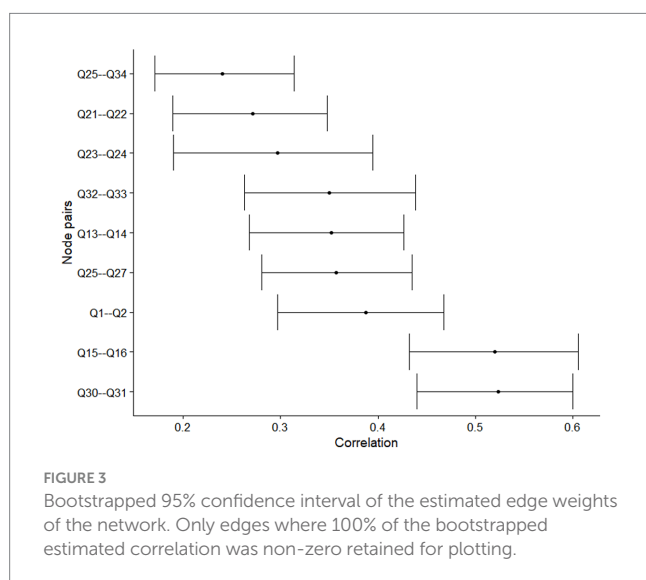 Q25--Q34
Q21--Q22
Q23--Q24
Q32--Q33
Q13--Q14
Q25--Q27
Q1--Q2
Q15--Q16
Q30--Q31
Node pairs
0.2 0.3 0.4 0.5 0.6
Correlation
FIGURE 3
Bootstrapped 95% confidence interval of the estimated edge weights
of the network. Only edges where 100% of the bootstrapped
estimated correlation was non-zero retained for plotting.